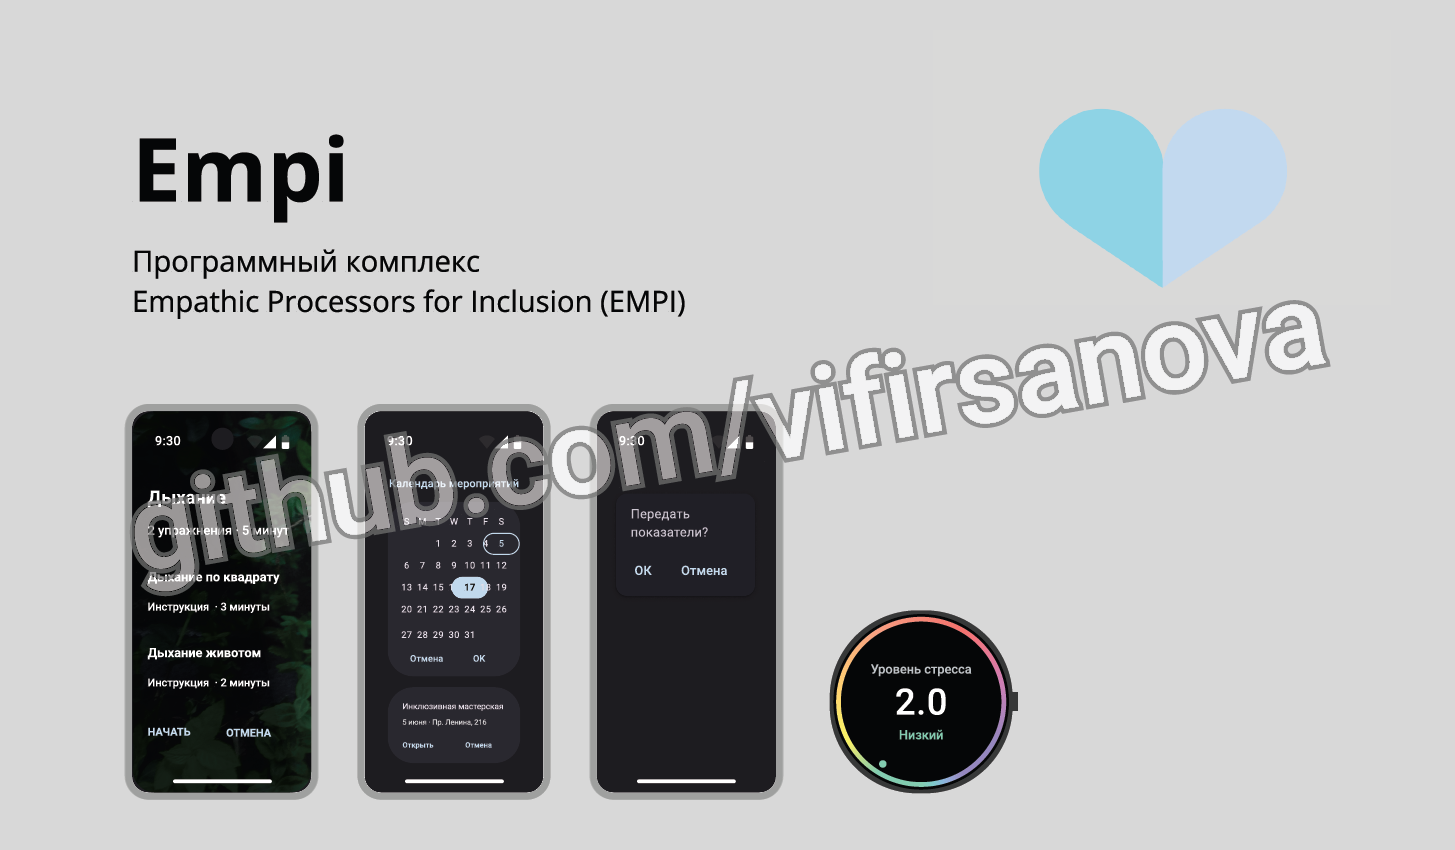 Empi
Программный комплекс
Empathic Processors for Inclusion (EMPI)
github.com/vifirsanova
9:30
Дыхание
2 упражнения · 5 минут
Дыхание по квадрату
Инструкция · 3 минуты
Дыхание животом
Инструкция · 2 минуты
НАЧАТЬ ОТМЕНА
9:30
Календарь мероприятий
S M T W T F S
1 2 3 4 5
6 7 8 9 10 11 12
13 14 15 17 19
20 21 22 23 24 25 26
27 28 29 30 31
Отмена OK
Инклюзивная мастерская
5 июня · Пр. Ленина, 216
Открыть Отмена
9:30
Передать
показатели?
ОК Отмена
Уровень стресса
2.0
Низкий